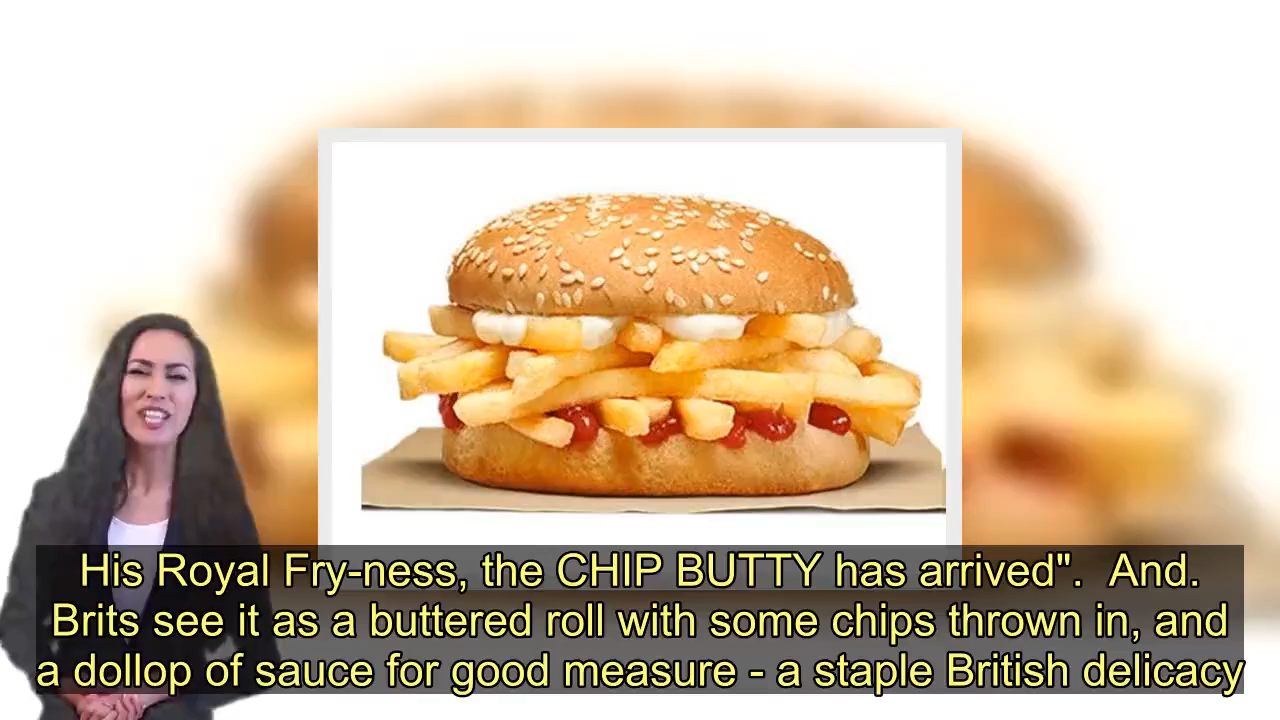 His Royal Fry-ness, the CHIP BUTTY has arrived".  And.
Brits see it as a buttered roll with some chips thrown in, and
a dollop of sauce for good measure - a staple British delicacy